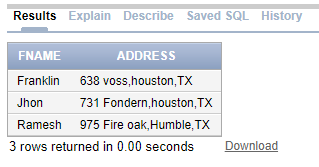 Results Explain Describe Saved SQL History
FNAME ADDRESS
Franklin 638 voss,houston,TX
Jhon 731 Fondern,houston,TX
Ramesh 975 Fire oak,Humble,TX
3 rows returned in 0.00 seconds Download